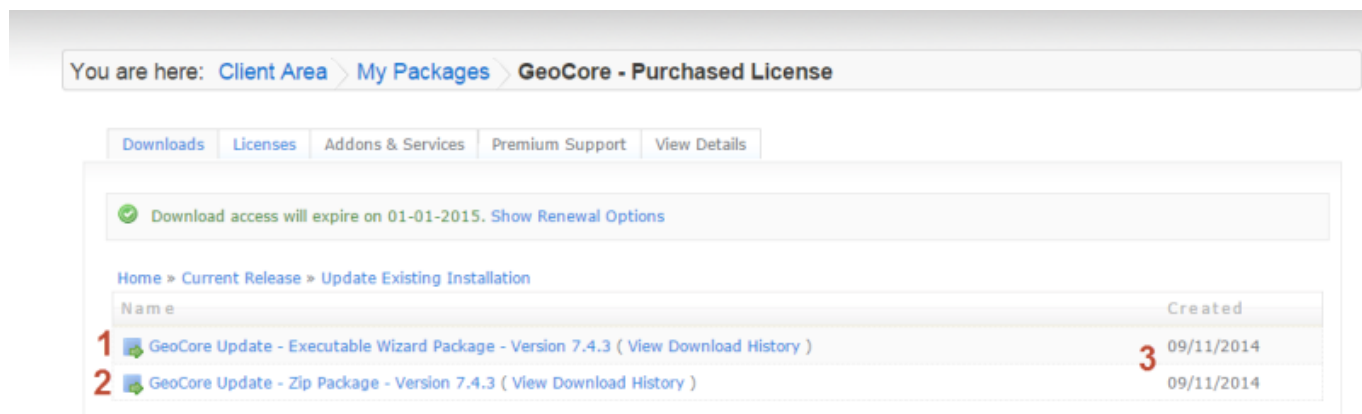 You are here: Client Area My Packages GeoCore - Purchased License
Downloads Licenses Addons & Services Premium Support View Details
Download access will expire on 01-01-2015. Show Renewal Options
Home » Current Release » Update Existing Installation
Name Created
1 GeoCore Update - Executable Wizard Package - Version 7.4.3 ( View Download History ) 3 09/11/2014
2 GeoCore Update - Zip Package - Version 7.4.3 ( View Download History ) 09/11/2014